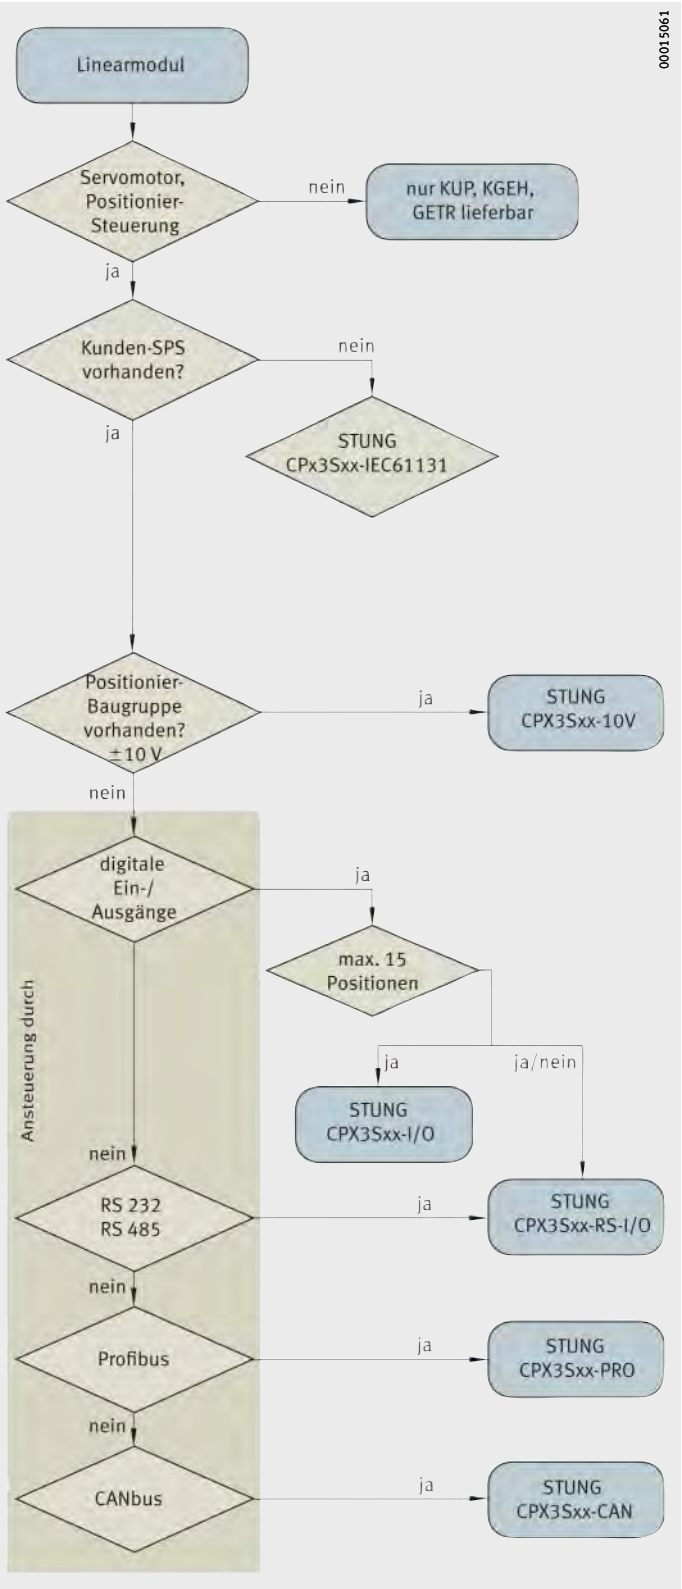 00015061
Linearmodul
Servomotor,
Positionier-
Steuerung
nein
nur KUP, KGEH,
GETR lieferbar
ja
Kunden-SPS
vorhanden?
nein
STUNG
CPx3Sxx-IEC61131
ja
Positionier-
Baugruppe
vorhanden?
±10 V
ja
STUNG
CPX3Sxx-10V
nein
Ansteuerung durch
digitale
Ein-/
Ausgänge
ja
max. 15
Positionen
ja
STUNG
CPX3Sxx-I/O
ja/nein
nein
RS 232
RS 485
ja
STUNG
CPX3Sxx-RS-I/O
nein
Profibus
ja
STUNG
CPX3Sxx-PRO
nein
CANbus
ja
STUNG
CPX3Sxx-CAN